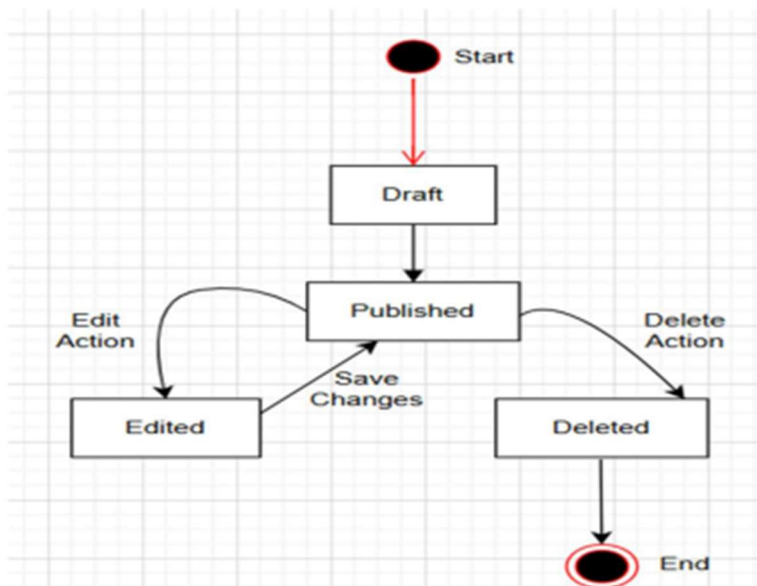 Start
Draft
Published
Edit
Action
Delete
Action
Save
Changes
Edited
Deleted
End